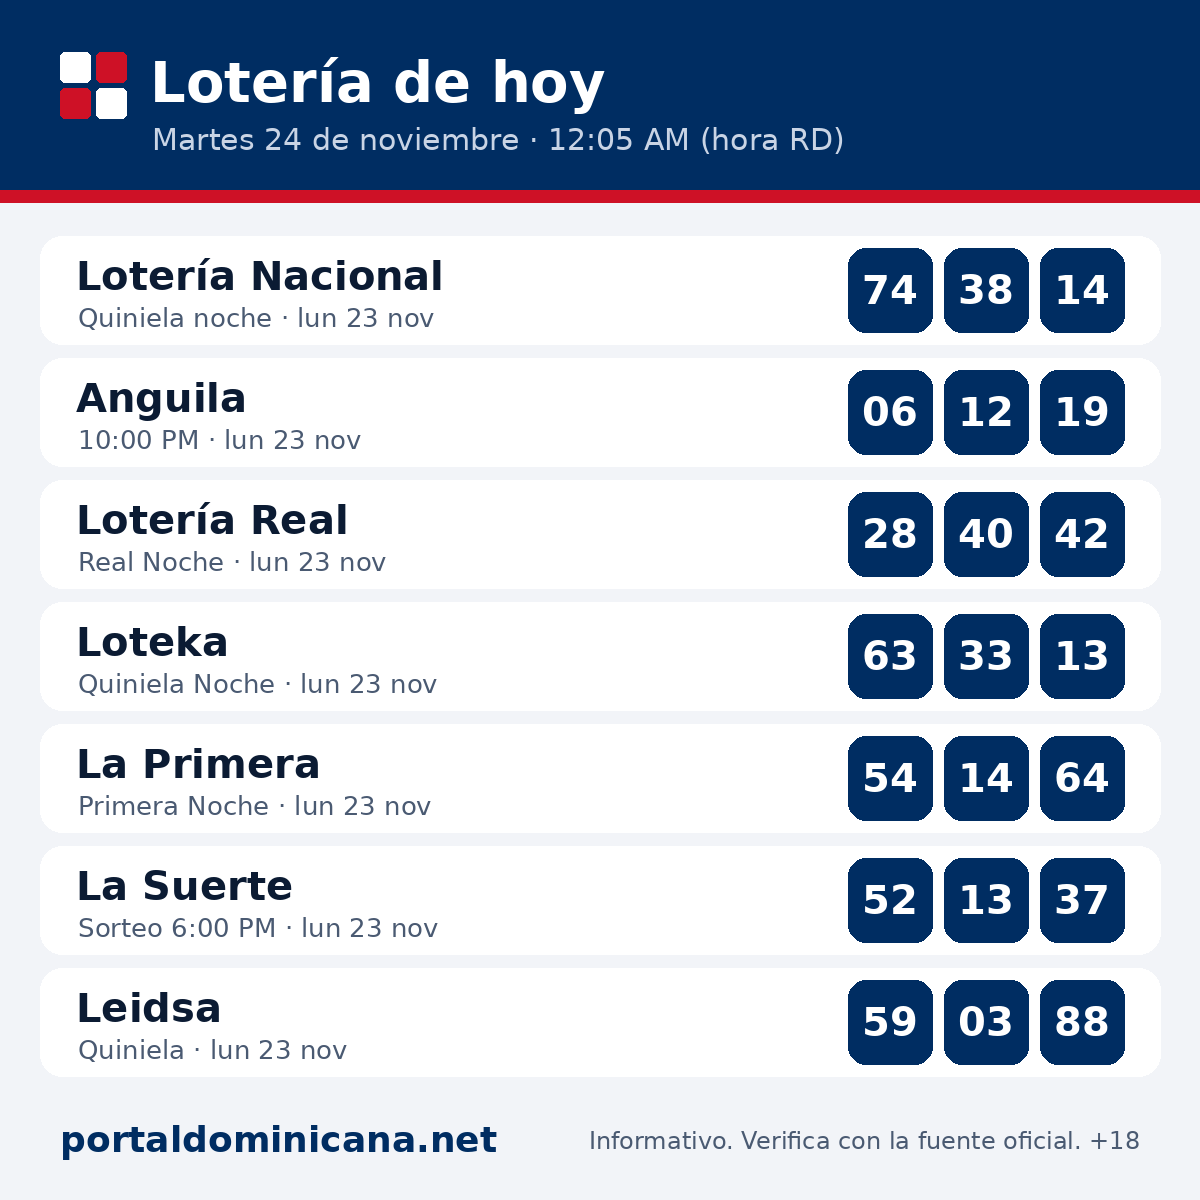 Lotería de hoy
Martes 24 de noviembre · 12:05 AM (hora RD)
Lotería Nacional
Quiniela noche · lun 23 nov
74 38 14
Anguila
10:00 PM · lun 23 nov
06 12 19
Lotería Real
Real Noche · lun 23 nov
28 40 42
Loteka
Quiniela Noche · lun 23 nov
63 33 13
La Primera
Primera Noche · lun 23 nov
54 14 64
La Suerte
Sorteo 6:00 PM · lun 23 nov
52 13 37
Leidsa
Quiniela · lun 23 nov
59 03 88
portaldominicana.net
Informativo. Verifica con la fuente oficial. +18